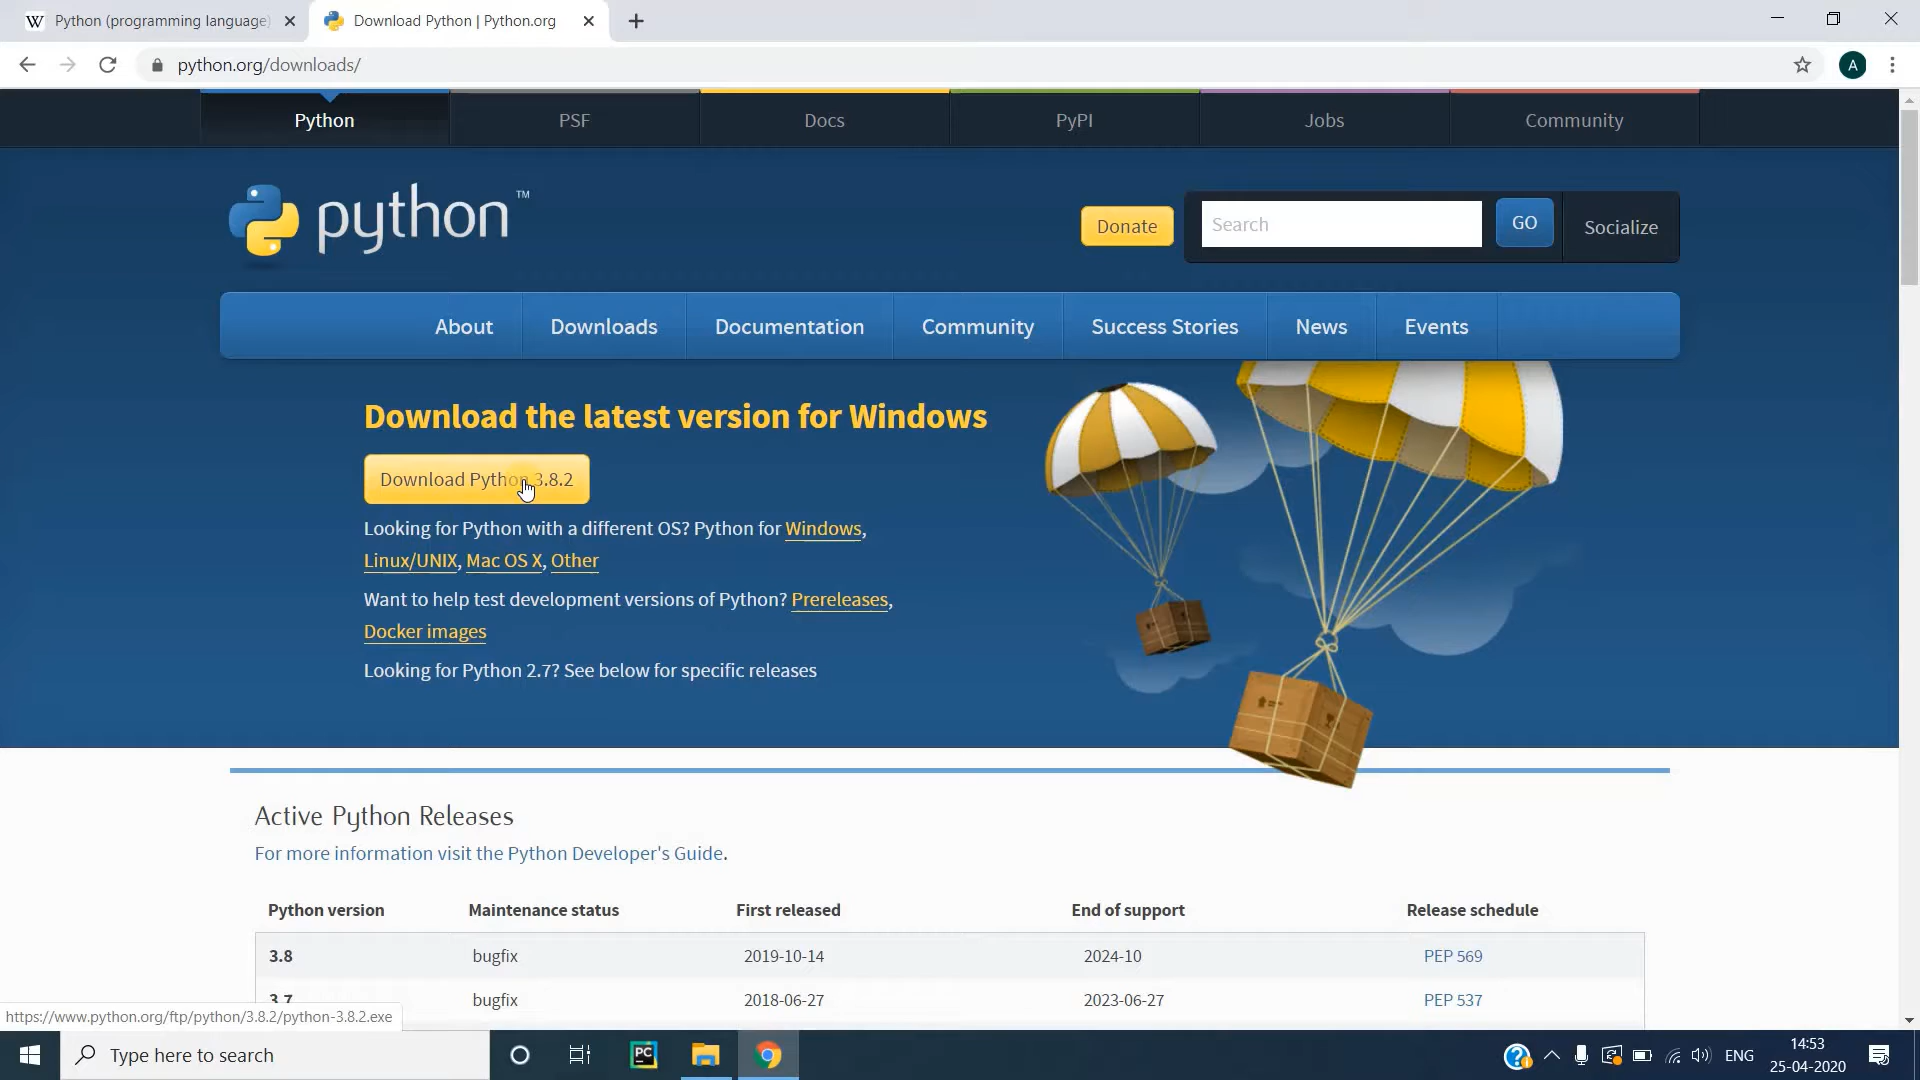 W Python (programming language)
Download Python | Python.org
python.org/downloads/
A
Python PSF Docs PyPI Jobs Community
python™
Donate
Search
GO
Socialize
About Downloads Documentation Community Success Stories News Events
Download the latest version for Windows
Download Python 3.8.2
Looking for Python with a different OS? Python for Windows,
Linux/UNIX, Mac OS X, Other
Want to help test development versions of Python? Prereleases,
Docker images
Looking for Python 2.7? See below for specific releases
Active Python Releases
For more information visit the Python Developer's Guide.
Python version Maintenance status First released End of support Release schedule
3.8 bugfix 2019-10-14 2024-10 PEP 569
3.7 bugfix 2018-06-27 2023-06-27 PEP 537
https://www.python.org/ftp/python/3.8.2/python-3.8.2.exe
Type here to search
PC
ENG
14:53
25-04-2020